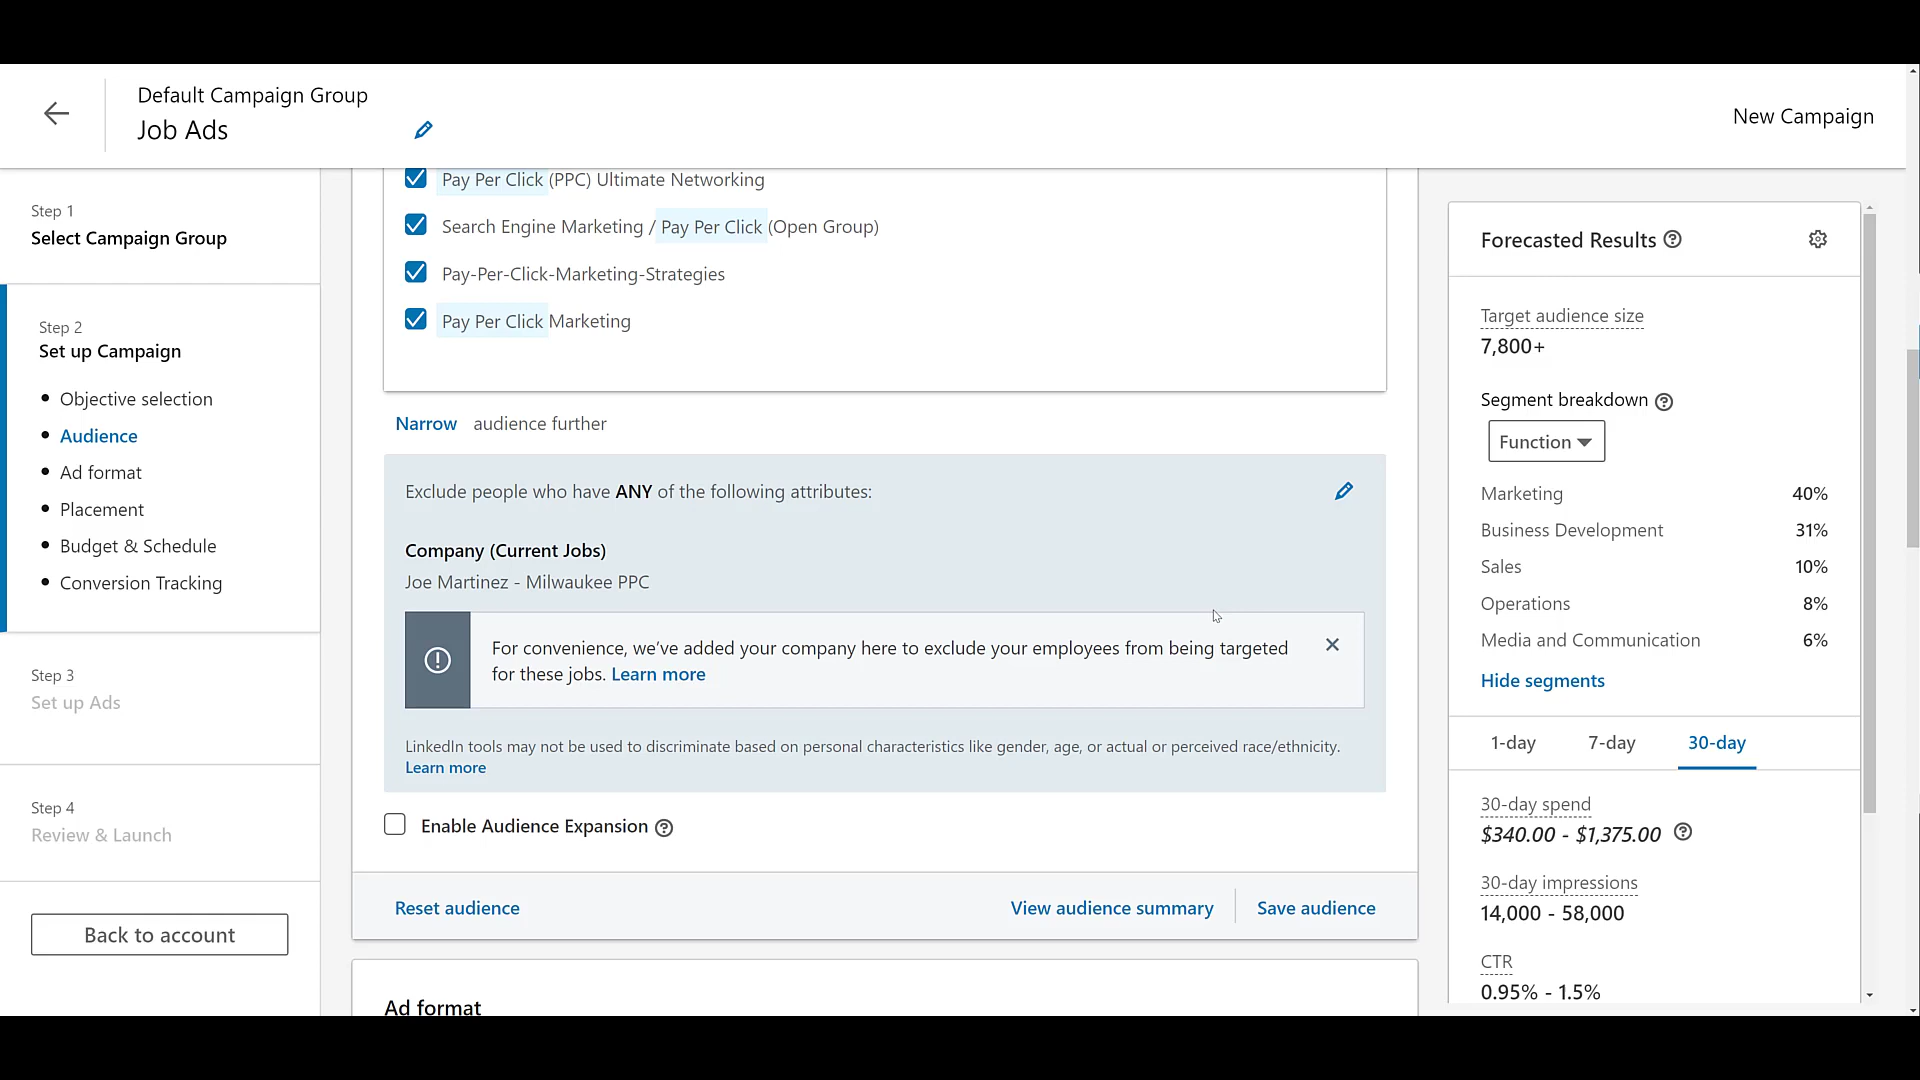 Default Campaign Group
Job Ads
New Campaign
Step 1
Select Campaign Group
Step 2
Set up Campaign
Objective selection
Audience
Ad format
Placement
Budget & Schedule
Conversion Tracking
Step 3
Set up Ads
Step 4
Review & Launch
Back to account
Pay Per Click (PPC) Ultimate Networking
Search Engine Marketing / Pay Per Click (Open Group)
Pay-Per-Click-Marketing-Strategies
Pay Per Click Marketing
Narrow audience further
Exclude people who have ANY of the following attributes:
Company (Current Jobs)
Joe Martinez - Milwaukee PPC
For convenience, we've added your company here to exclude your employees from being targeted
for these jobs. Learn more
LinkedIn tools may not be used to discriminate based on personal characteristics like gender, age, or actual or perceived race/ethnicity.
Learn more
Enable Audience Expansion
Reset audience
View audience summary
Save audience
Ad format
Forecasted Results
Target audience size
7,800+
Segment breakdown
Function
Marketing 40%
Business Development 31%
Sales 10%
Operations 8%
Media and Communication 6%
Hide segments
1-day 7-day 30-day
30-day spend
$340.00 - $1,375.00
30-day impressions
14,000 - 58,000
CTR
0.95% - 1.5%